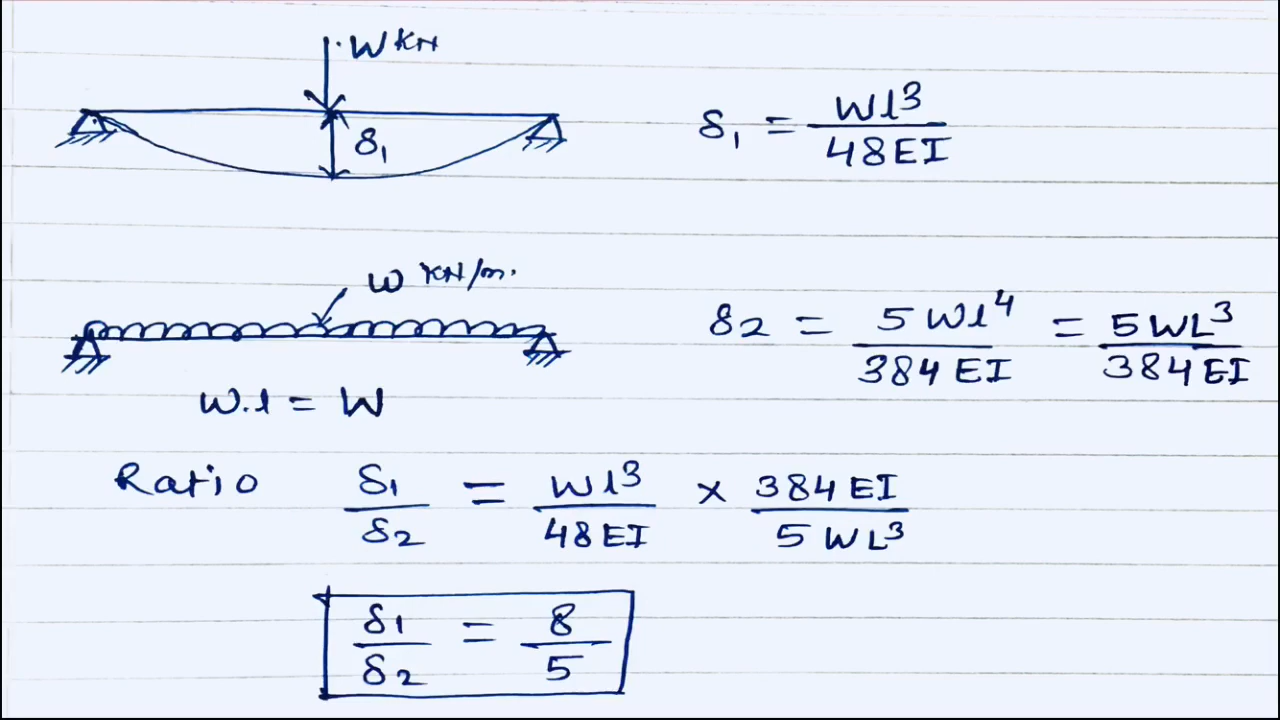 W KN
δ₁
δ₁ = Wl³/48EI
w KN/m.
δ2 = 5wl⁴/384EI = 5WL³/384EI
w.l = W
Ratio δ1/δ2 = Wl³/48EI × 384EI/5WL³
δ1/δ2 = 8/5